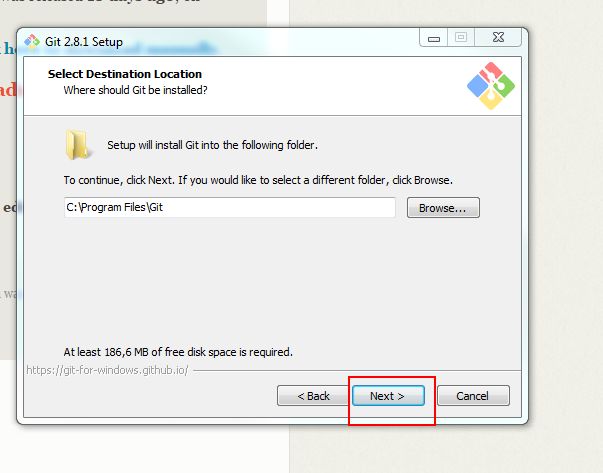 Git 2.8.1 Setup
Select Destination Location
Where should Git be installed?
Setup will install Git into the following folder.
To continue, click Next. If you would like to select a different folder, click Browse.
C:\Program Files\Git
Browse...
At least 186,6 MB of free disk space is required.
https://git-for-windows.github.io/
< Back
Next >
Cancel